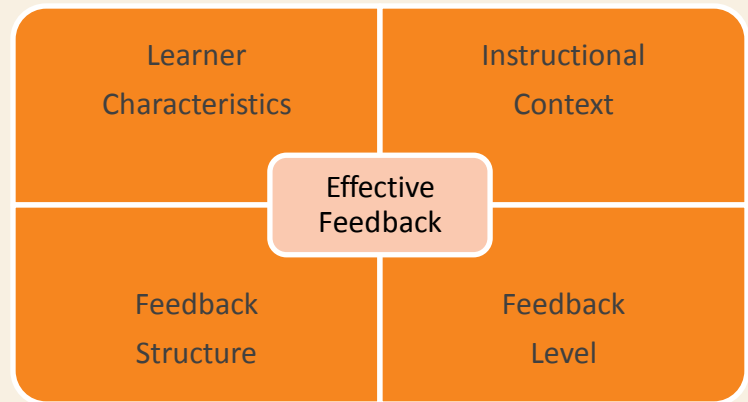 Learner
Characteristics
Instructional
Context
Effective
Feedback
Feedback
Structure
Feedback
Level